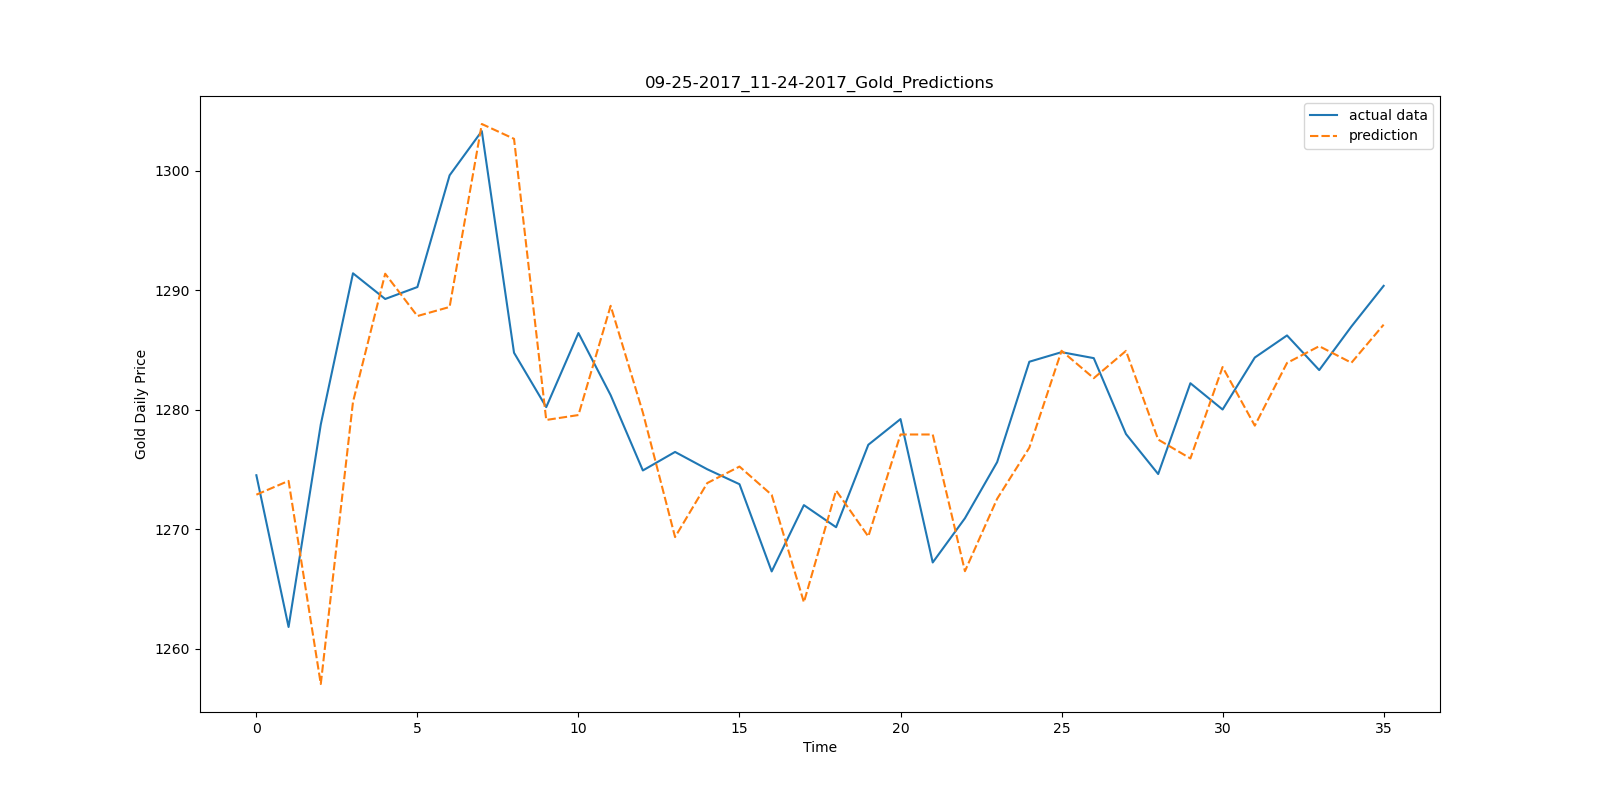 09-25-2017_11-24-2017_Gold_Predictions
actual data
prediction
1300
1290
1280
1270
1260
Gold Daily Price
0 5 10 15 20 25 30 35
Time